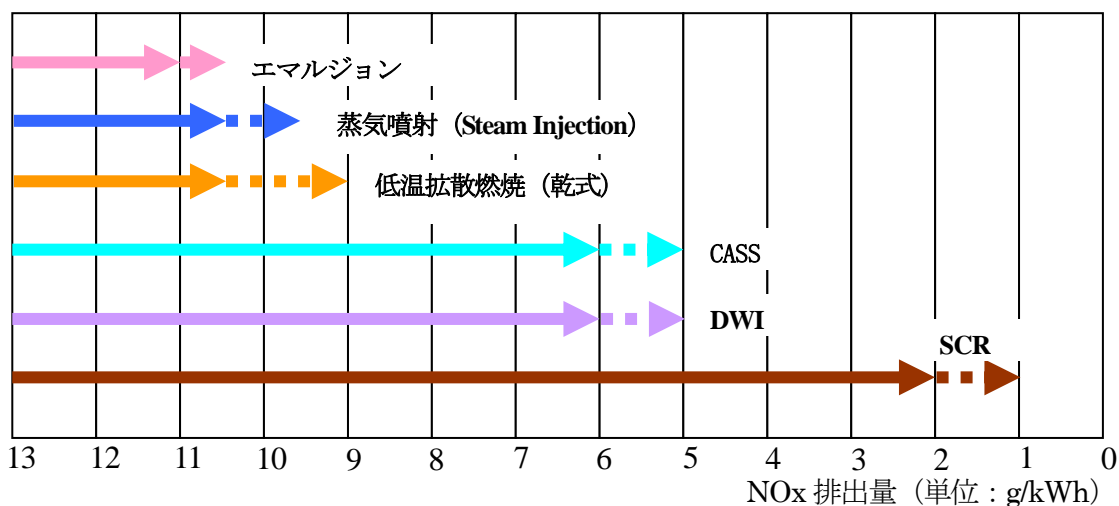 エマルジョン
蒸気噴射（Steam Injection）
低温拡散燃焼（乾式）
CASS
DWI
SCR
13 12 11 10 9 8 7 6 5 4 3 2 1 0
NOx 排出量（単位：g/kWh）